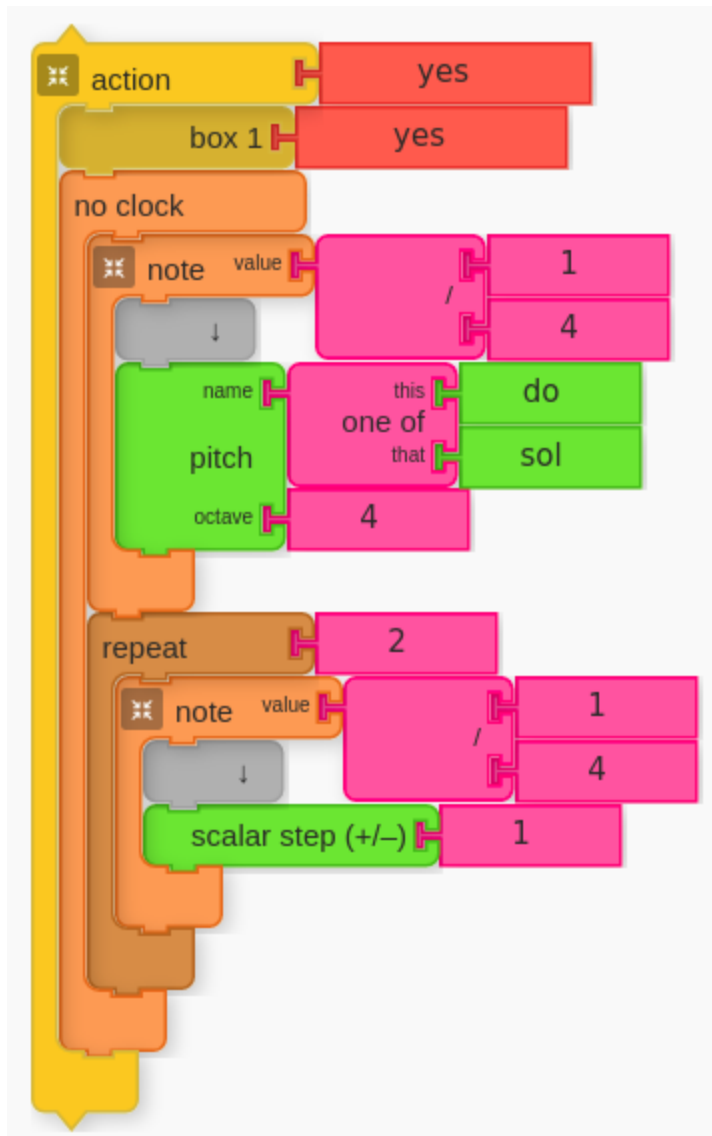 action yes
box 1 yes
no clock
note value / 1
4
↓
name this do
one of
pitch that sol
octave 4
repeat 2
note value / 1
4
↓
scalar step (+/–) 1